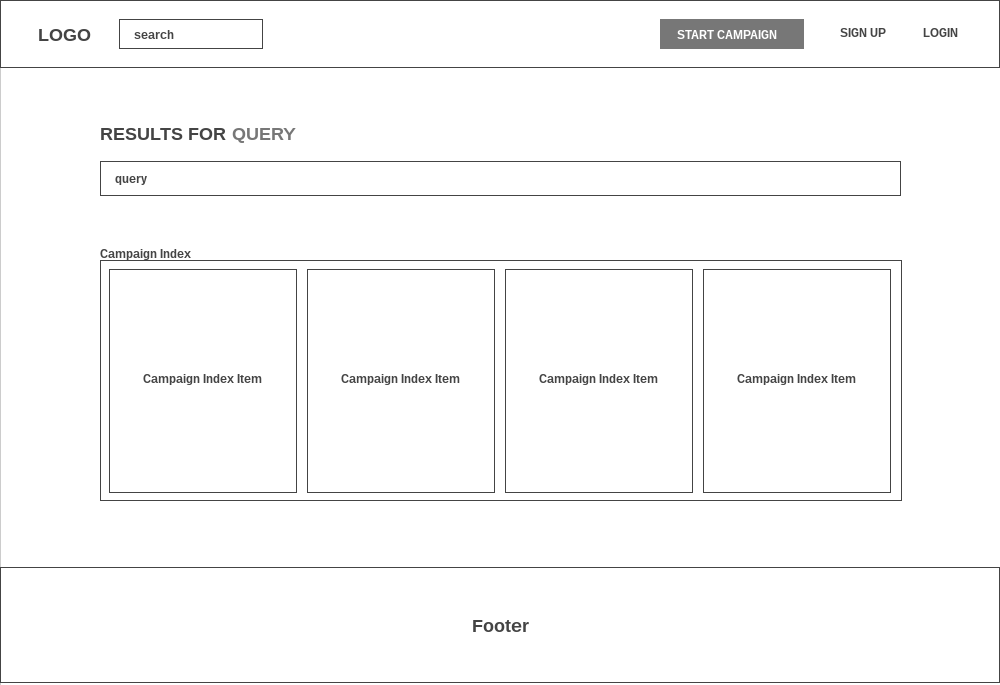 LOGO search START CAMPAIGN SIGN UP LOGIN
RESULTS FOR QUERY
query
Campaign Index
Campaign Index Item Campaign Index Item Campaign Index Item Campaign Index Item
Footer